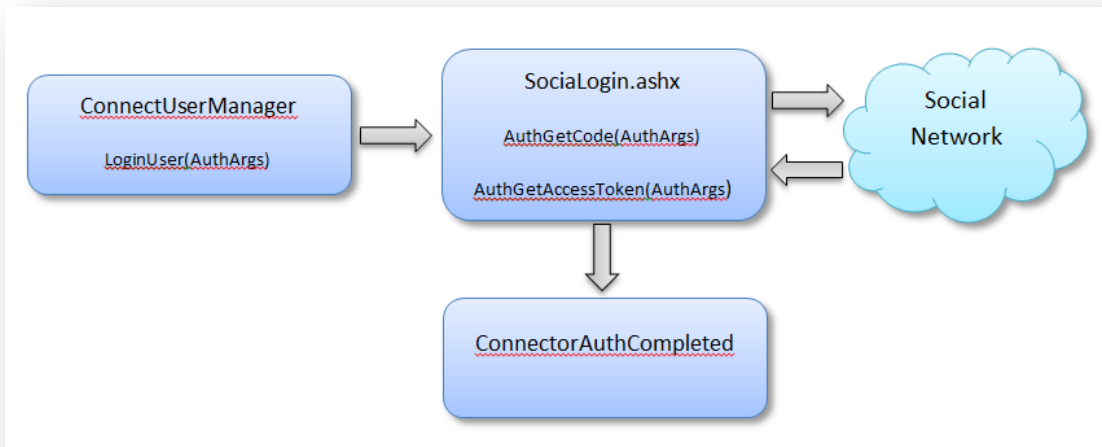 ConnectUserManager
LoginUser(AuthArgs)
SociaLogin.ashx
AuthGetCode(AuthArgs)
AuthGetAccessToken(AuthArgs)
Social
Network
ConnectorAuthCompleted